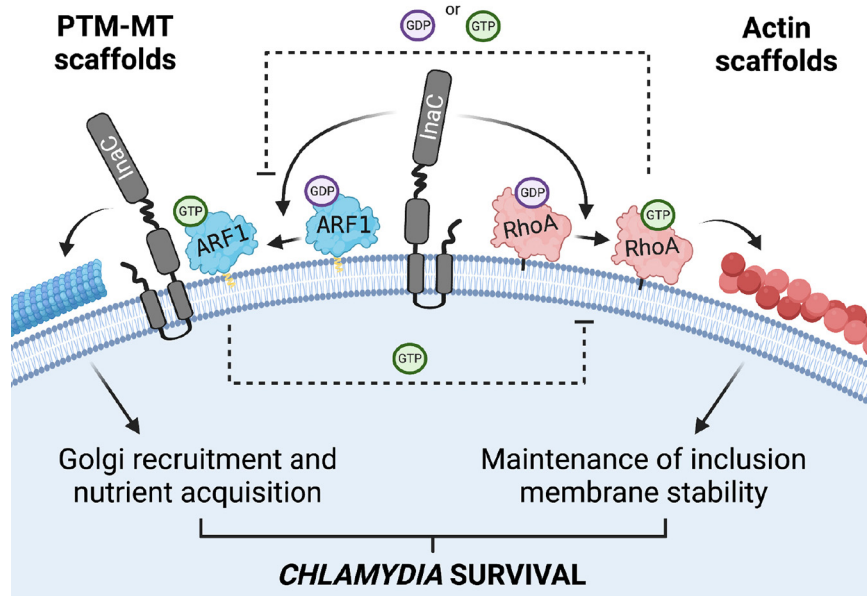 PTM-MT
scaffolds
GDP or GTP
Actin
scaffolds
InaC
InaC
GTP
ARF1
GDP
ARF1
GDP
RhoA
GTP
RhoA
GTP
Golgi recruitment and
nutrient acquisition
Maintenance of inclusion
membrane stability
CHLAMYDIA SURVIVAL